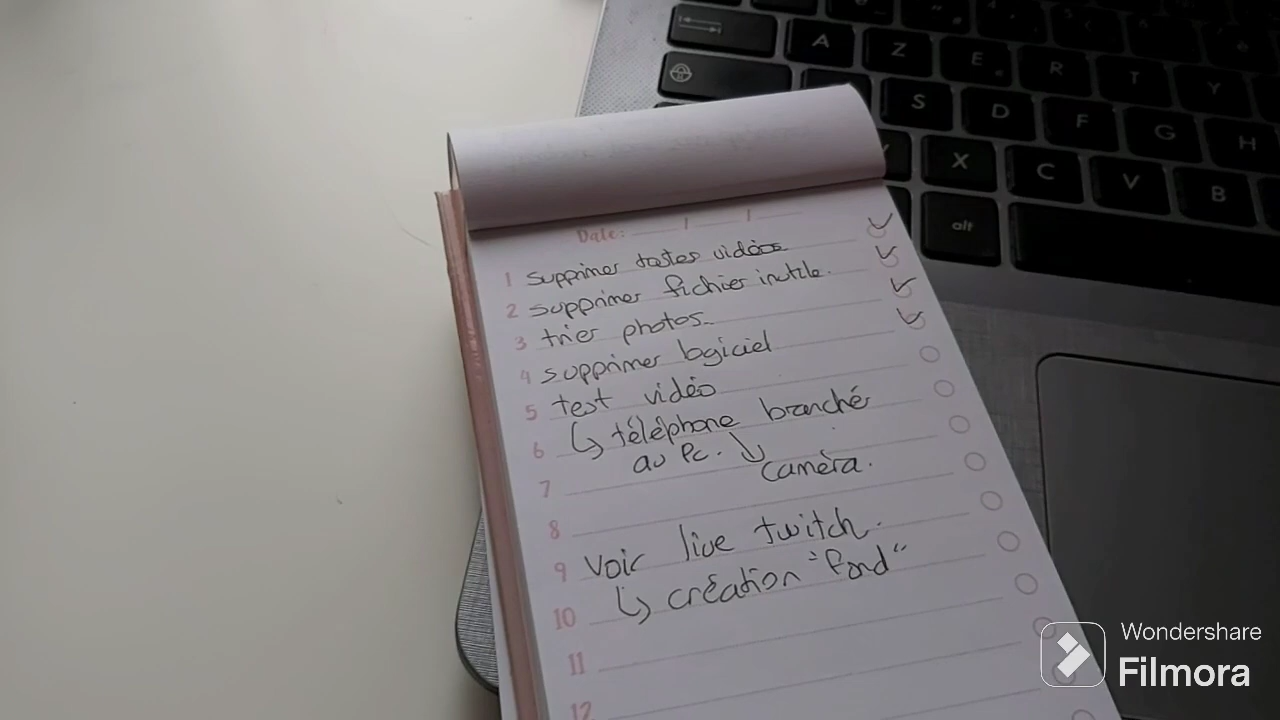 A Z E R T Y
S D F G H
X C V B
alt
Date: / /
1 supprimer toutes vidéos
2 supprimer fichier inutile.
3 trier photos
4 supprimer logiciel
5 test vidéo
6 ↳ téléphone branché
au PC. ↘
7 caméra.
8
9 Voir live twitch.
10 ↳ création "fond"
11
12
Wondershare
Filmora